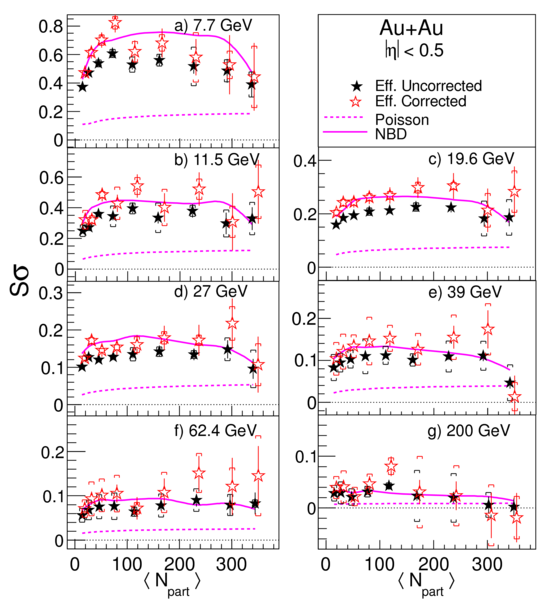 a) 7.7 GeV
0.8
0.6
0.4
0.2
0
Au+Au
|η| < 0.5
Eff. Uncorrected
Eff. Corrected
Poisson
NBD
b) 11.5 GeV
0.6
0.4
0.2
0
c) 19.6 GeV
0.4
0.2
0
Sσ
d) 27 GeV
0.3
0.2
0.1
0
e) 39 GeV
0.2
0.1
0
f) 62.4 GeV
0.2
0.1
0
g) 200 GeV
0.1
0
0 100 200 300
⟨ N_part ⟩
0 100 200 300
⟨ N_part ⟩